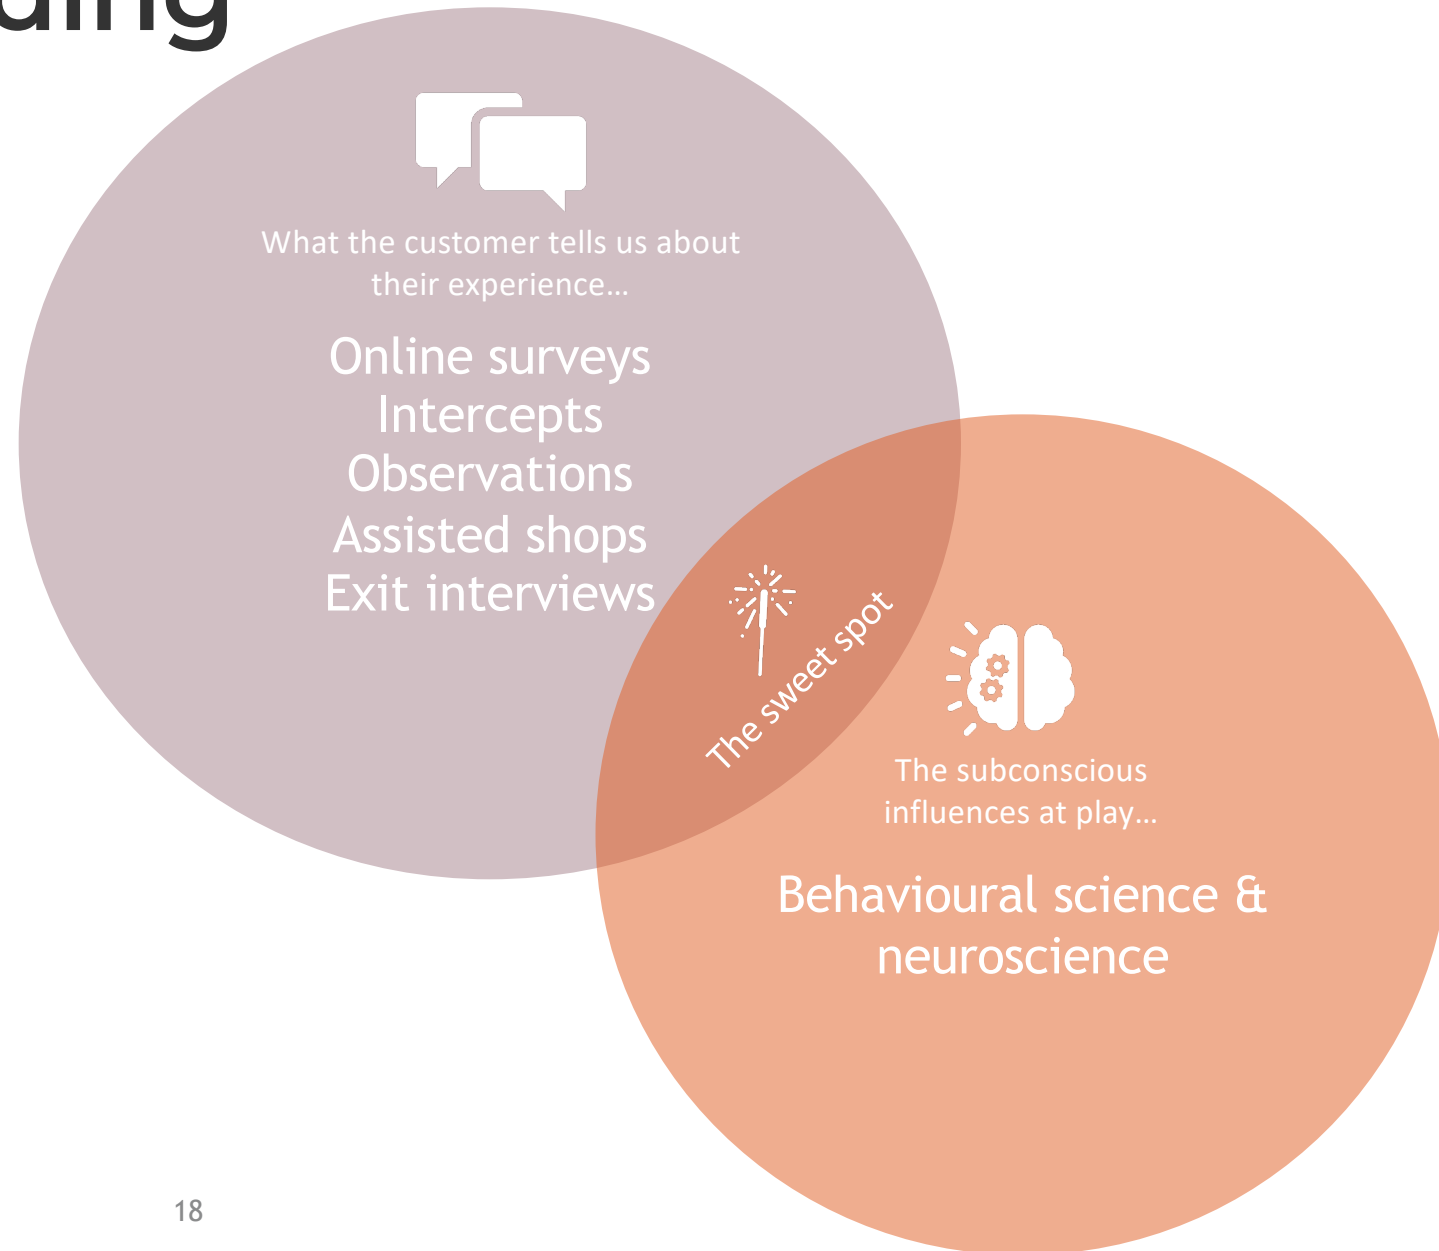 What the customer tells us about
their experience…
Online surveys
Intercepts
Observations
Assisted shops
Exit interviews
The sweet spot
The subconscious
influences at play…
Behavioural science &
neuroscience
18